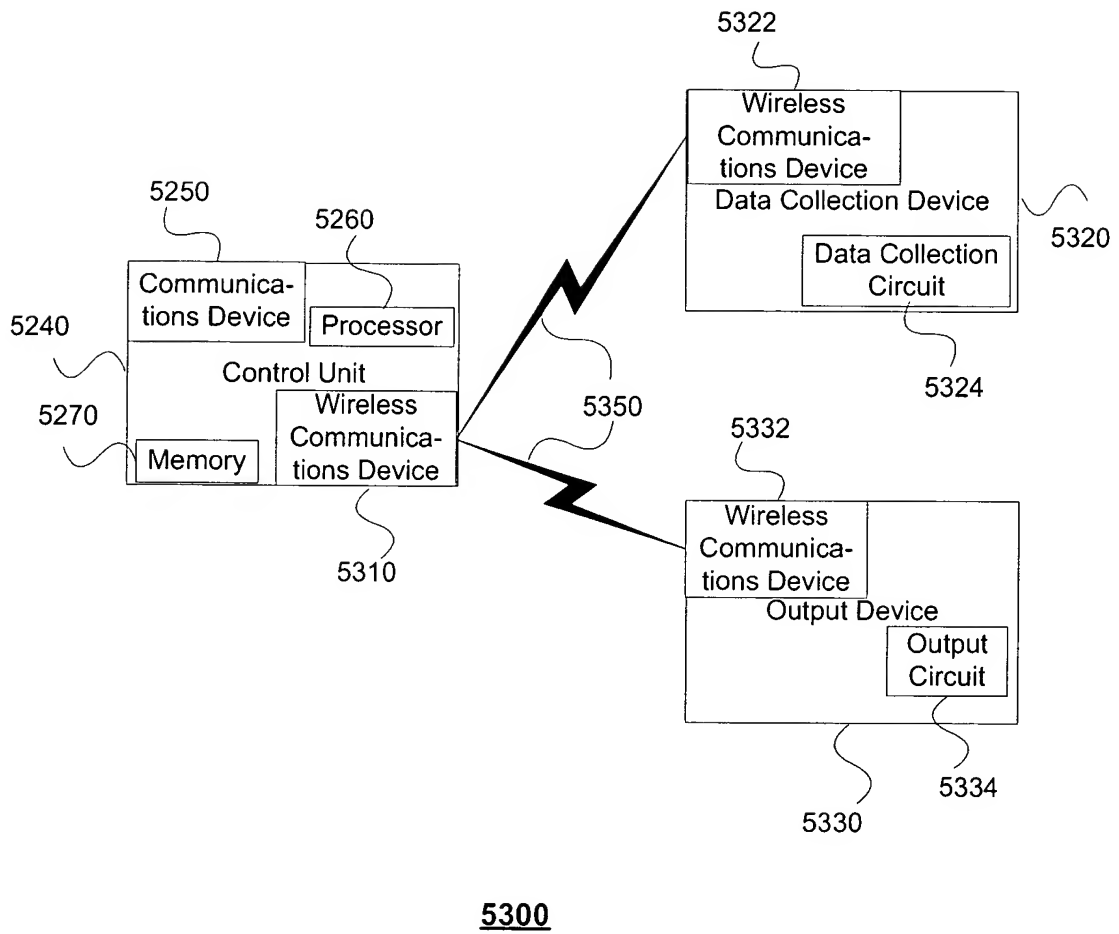 5322
Wireless
Communica-
tions Device
Data Collection Device
5320
Data Collection
Circuit
5324
5250
5260
Communica-
tions Device
Processor
5240
Control Unit
5270
Wireless
Communica-
tions Device
Memory
5310
5350
5332
Wireless
Communica-
tions Device
Output Device
Output
Circuit
5334
5330
5300